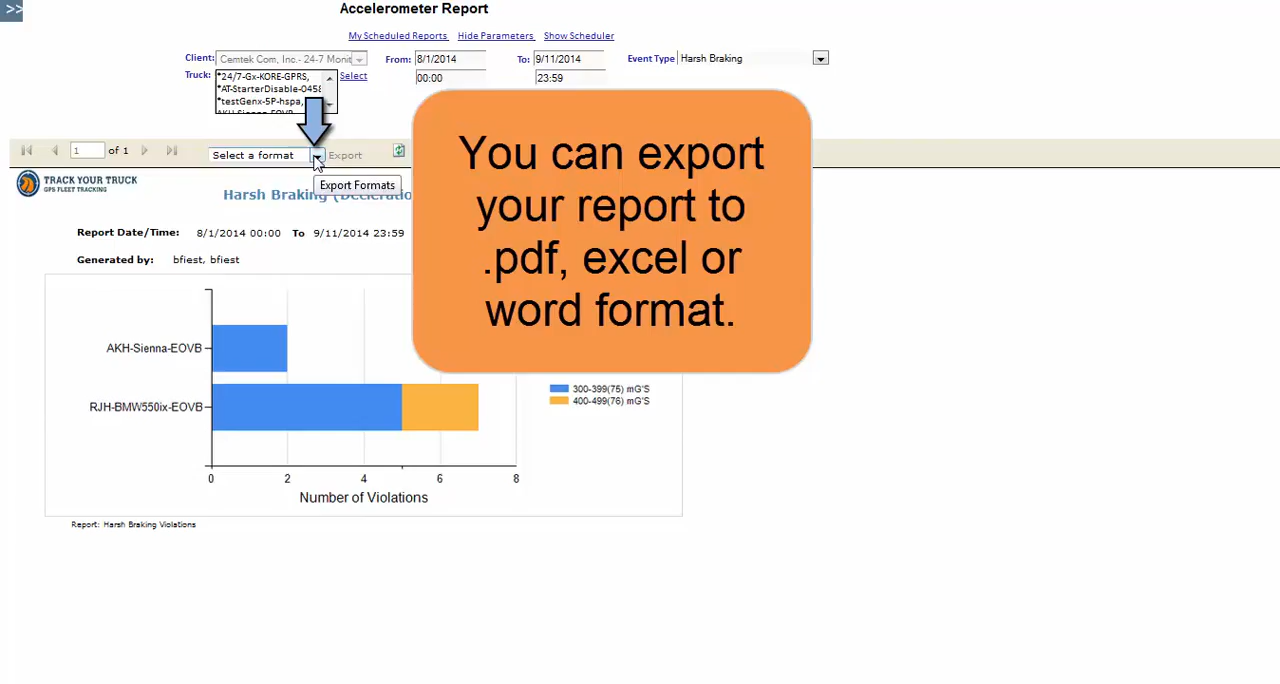 >>
Accelerometer Report
My Scheduled Reports Hide Parameters Show Scheduler
Client: Cemtek Com, Inc.- 24-7 Monit From: 8/1/2014 To: 9/11/2014 Event Type Harsh Braking
Truck: *24/7-Gx-KORE-GPRS, Select 00:00 23:59
*AT-StarterDisable-0458
*testGenx-5P-hspa,
AKH-Sienna-EOVB
1 of 1 Select a format Export
Export Formats
You can export
your report to
.pdf, excel or
word format.
TRACK YOUR TRUCK
GPS FLEET TRACKING
Harsh Braking (Deceleratio
Report Date/Time: 8/1/2014 00:00 To 9/11/2014 23:59
Generated by: bfiest, bfiest
AKH-Sienna-EOVB
RJH-BMW550ix-EOVB
300-399(75) mG'S
400-499(76) mG'S
0 2 4 6 8
Number of Violations
Report: Harsh Braking Violations